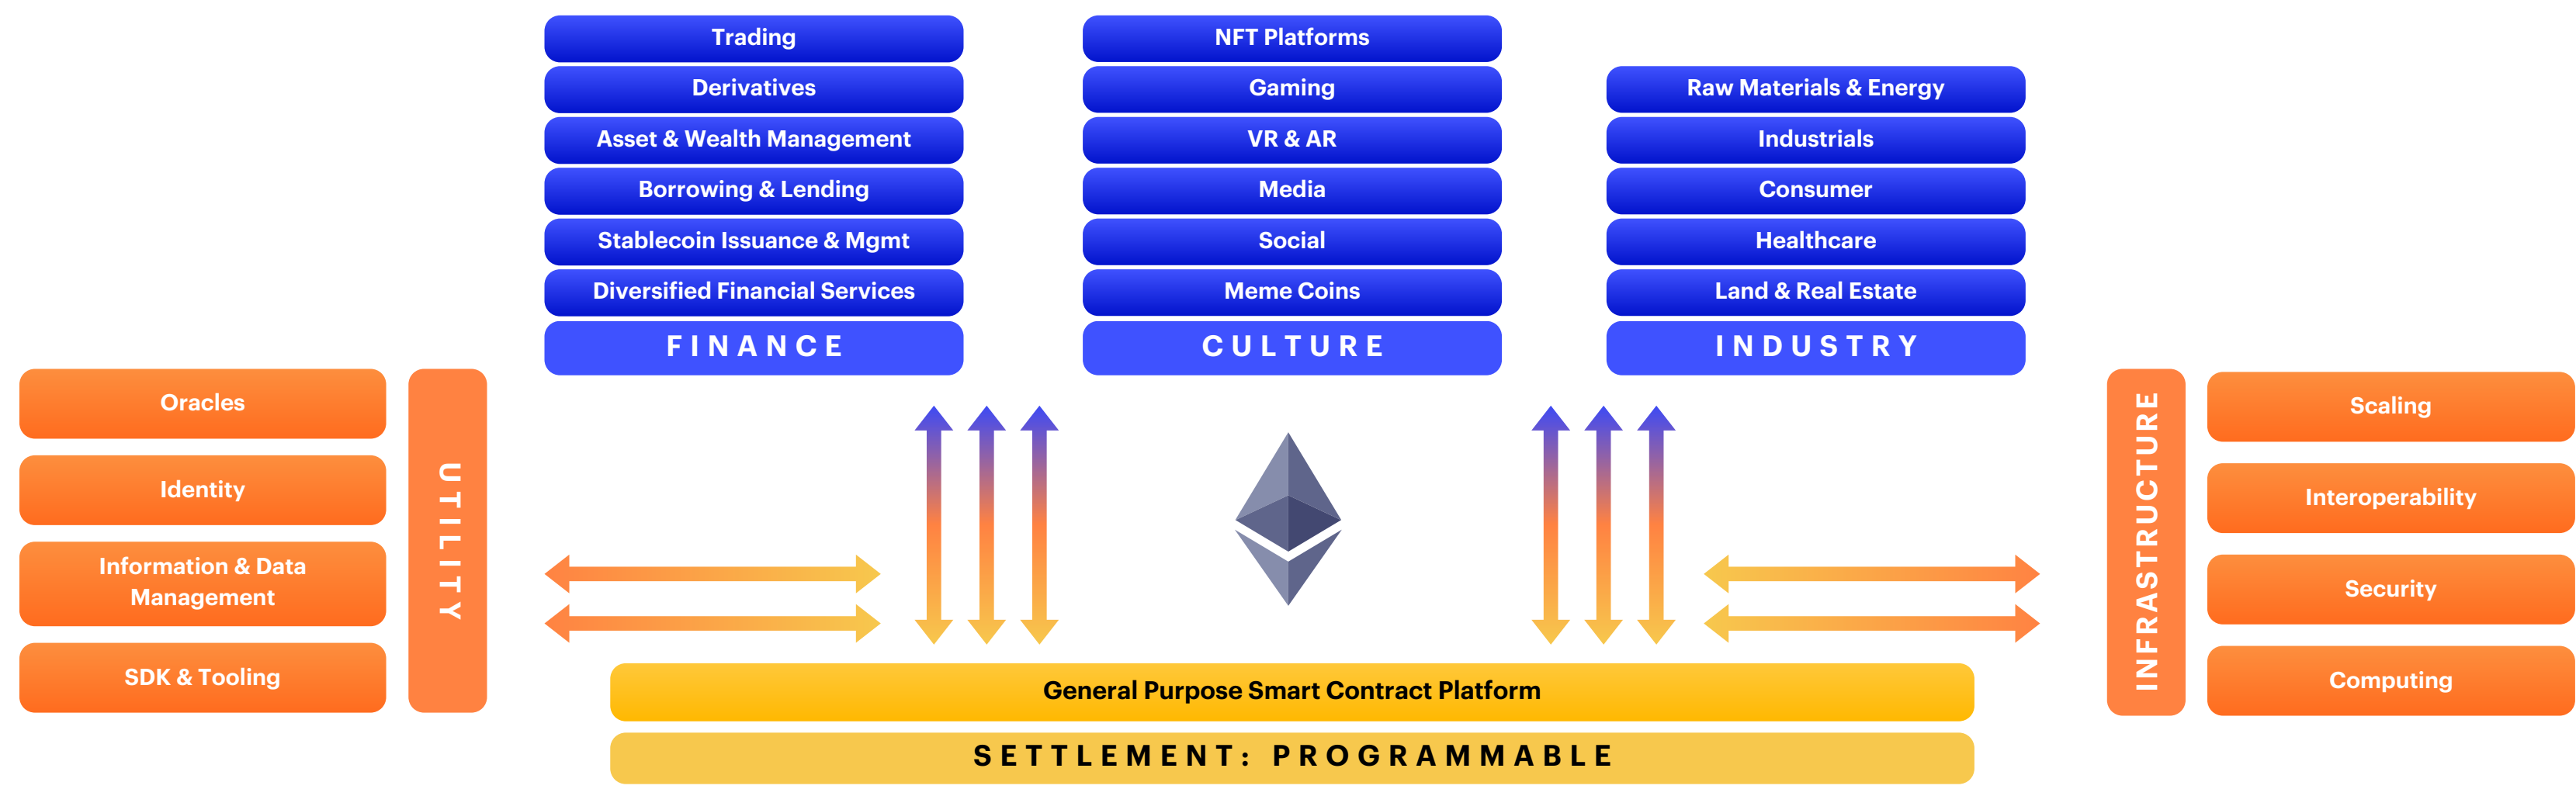 Trading
Derivatives
Asset & Wealth Management
Borrowing & Lending
Stablecoin Issuance & Mgmt
Diversified Financial Services
FINANCE
NFT Platforms
Gaming
VR & AR
Media
Social
Meme Coins
CULTURE
Raw Materials & Energy
Industrials
Consumer
Healthcare
Land & Real Estate
INDUSTRY
Oracles
Identity
Information & Data
Management
SDK & Tooling
UTILITY
INFRASTRUCTURE
Scaling
Interoperability
Security
Computing
General Purpose Smart Contract Platform
SETTLEMENT: PROGRAMMABLE